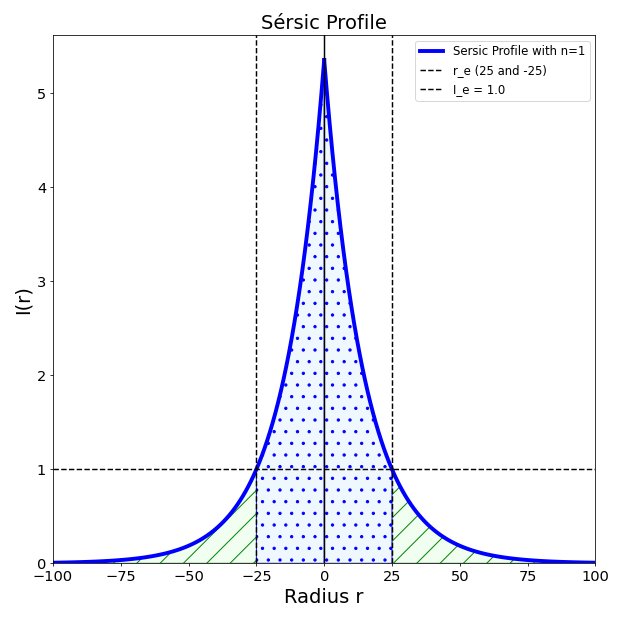 Sérsic Profile
Sersic Profile with n=1
r_e (25 and -25)
I_e = 1.0
I(r)
5
4
3
2
1
0
−100 −75 −50 −25 0 25 50 75 100
Radius r